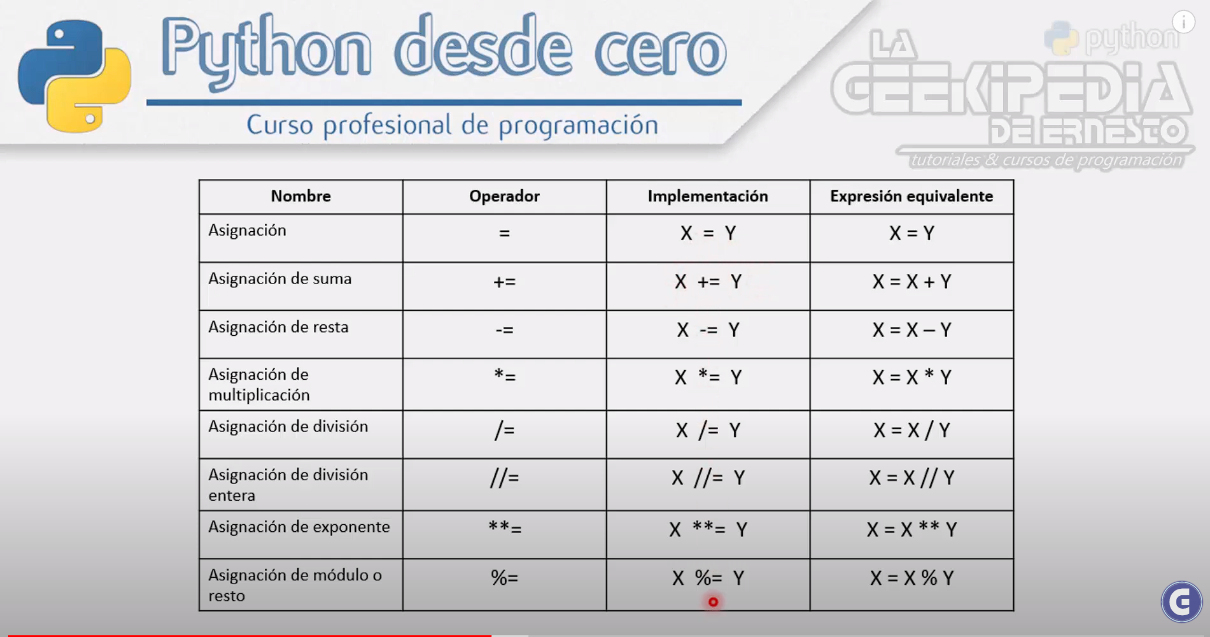 Python desde cero
Curso profesional de programación
python
i
LA
GEEKIPEDIA
DE ERNESTO
tutoriales & cursos de programación
Nombre Operador Implementación Expresión equivalente
Asignación = X = Y X = Y
Asignación de suma += X += Y X = X + Y
Asignación de resta -= X -= Y X = X – Y
Asignación de
multiplicación *= X *= Y X = X * Y
Asignación de división /= X /= Y X = X / Y
Asignación de división
entera //= X //= Y X = X // Y
Asignación de exponente **= X **= Y X = X ** Y
Asignación de módulo o
resto %= X %= Y X = X % Y
G